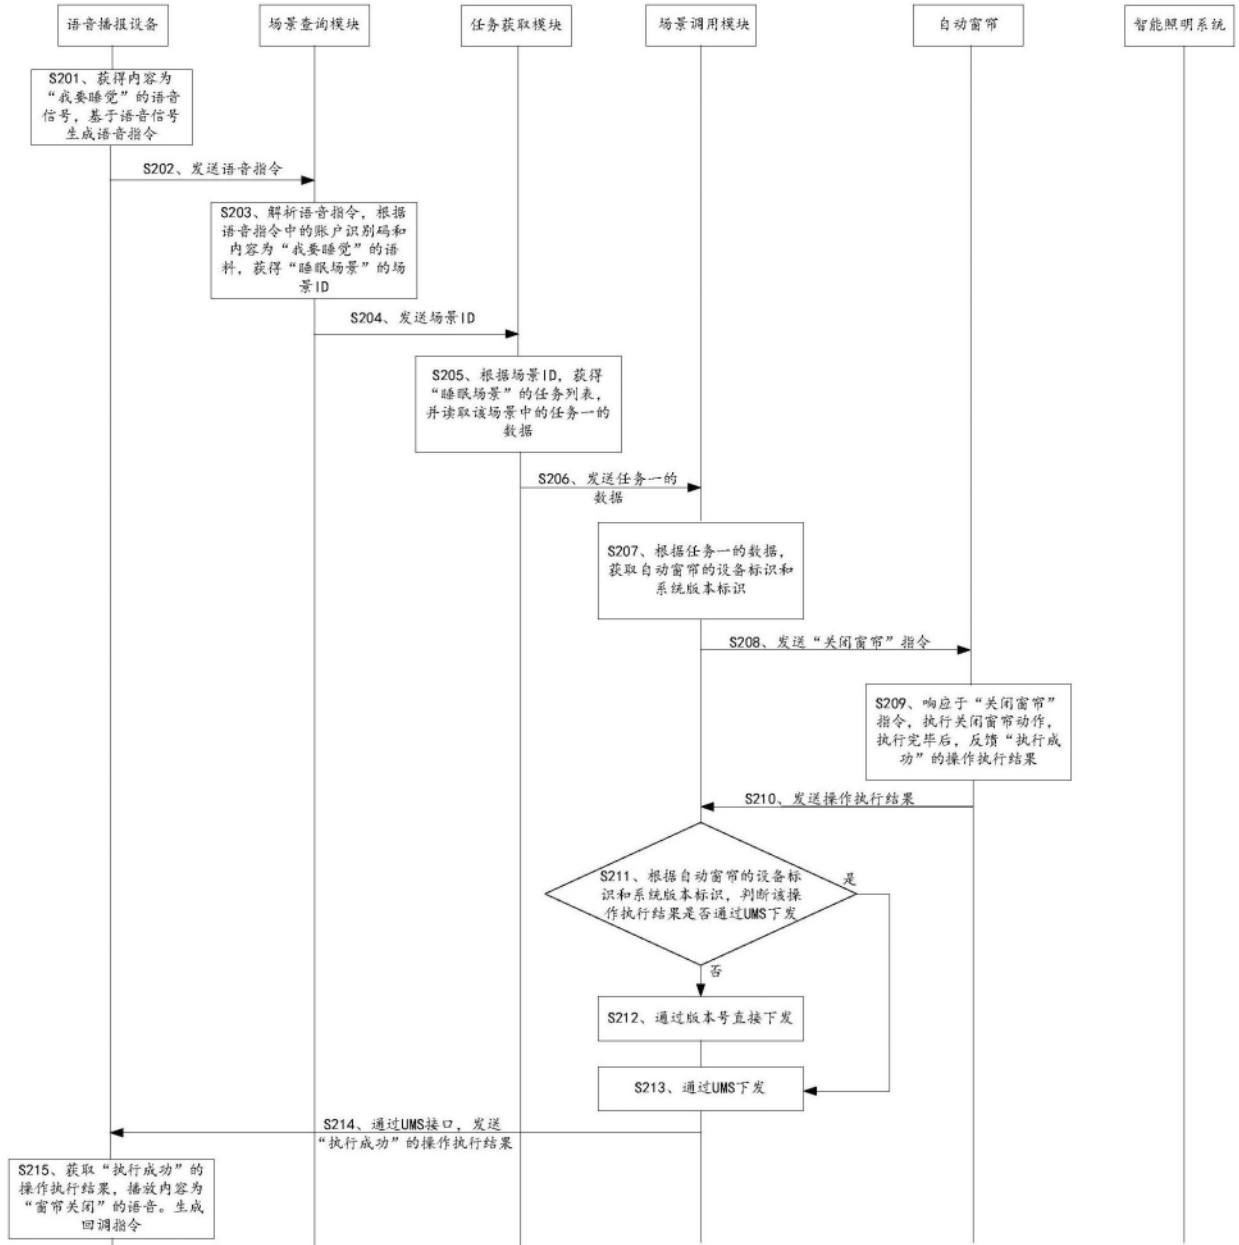 语音播报设备
场景查询模块
任务获取模块
场景调用模块
自动窗帘
智能照明系统
S201、获得内容为
“我要睡觉”的语音
信号，基于语音信号
生成语音指令
S202、发送语音指令
S203、解析语音指令，根据
语音指令中的账户识别码和
内容为“我要睡觉”的语
料，获得“睡眠场景”的场
景ID
S204、发送场景ID
S205、根据场景ID，获得
“睡眠场景”的任务列表，
并读取该场景中的任务一的
数据
S206、发送任务一的
数据
S207、根据任务一的数据，
获取自动窗帘的设备标识和
系统版本标识
S208、发送“关闭窗帘”指令
S209、响应于“关闭窗帘”
指令，执行关闭窗帘动作，
执行完毕后，反馈“执行成
功”的操作执行结果
S210、发送操作执行结果
S211、根据自动窗帘的设备标
识和系统版本标识，判断该操
作执行结果是否通过UMS下发
是
否
S212、通过版本号直接下发
S213、通过UMS下发
S214、通过UMS接口，发送
“执行成功”的操作执行结果
S215、获取“执行成功”的
操作执行结果，播放内容为
“窗帘关闭”的语音。生成
回调指令